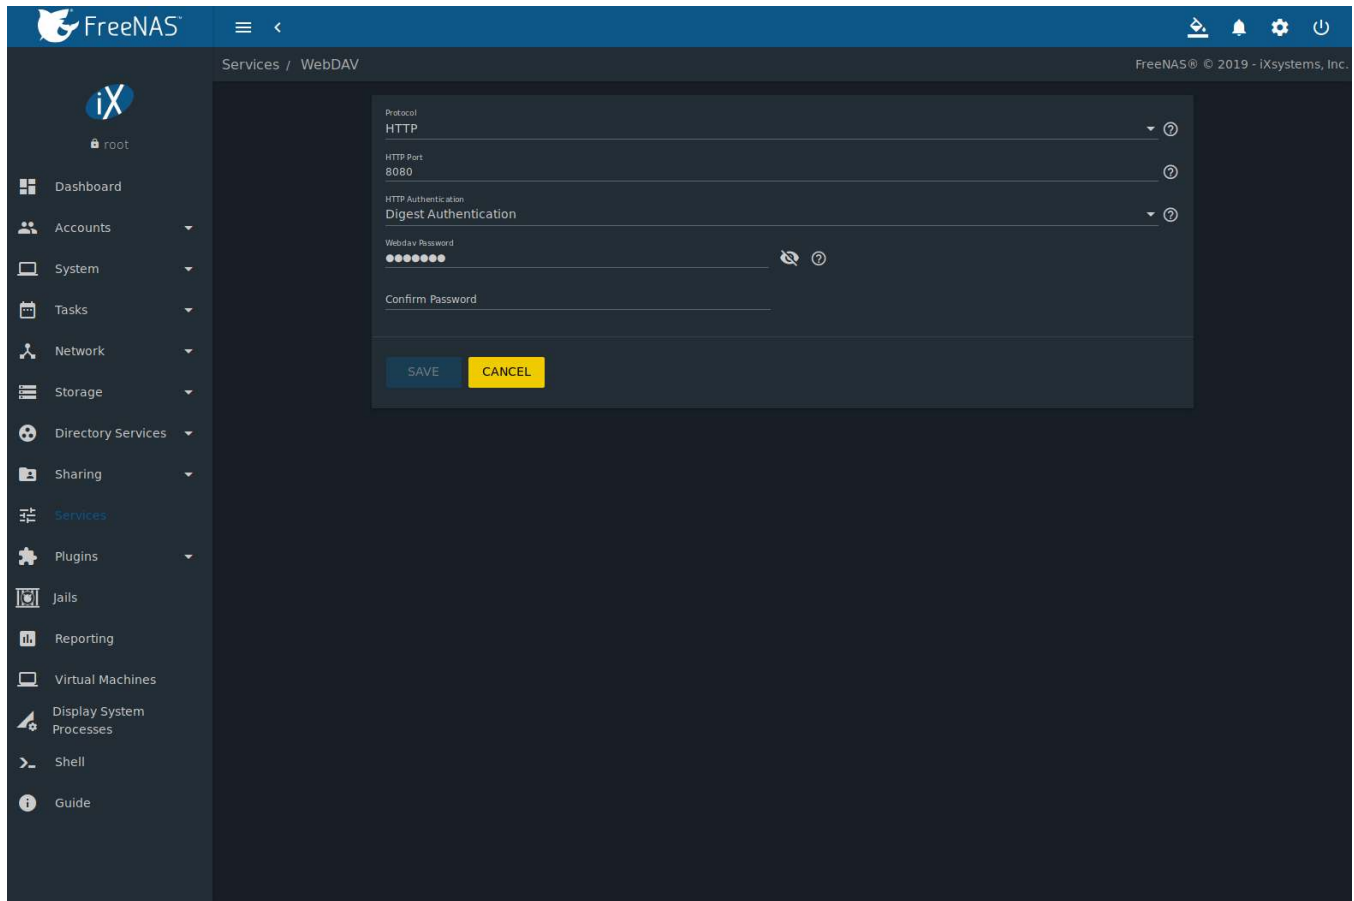 FreeNAS®
Services / WebDAV
FreeNAS® © 2019 - iXsystems, Inc.
iX
root
Dashboard
Accounts
System
Tasks
Network
Storage
Directory Services
Sharing
Services
Plugins
Jails
Reporting
Virtual Machines
Display System
Processes
Shell
Guide
Protocol
HTTP
HTTP Port
8080
HTTP Authentication
Digest Authentication
Webdav Password
●●●●●●●
Confirm Password
SAVE CANCEL